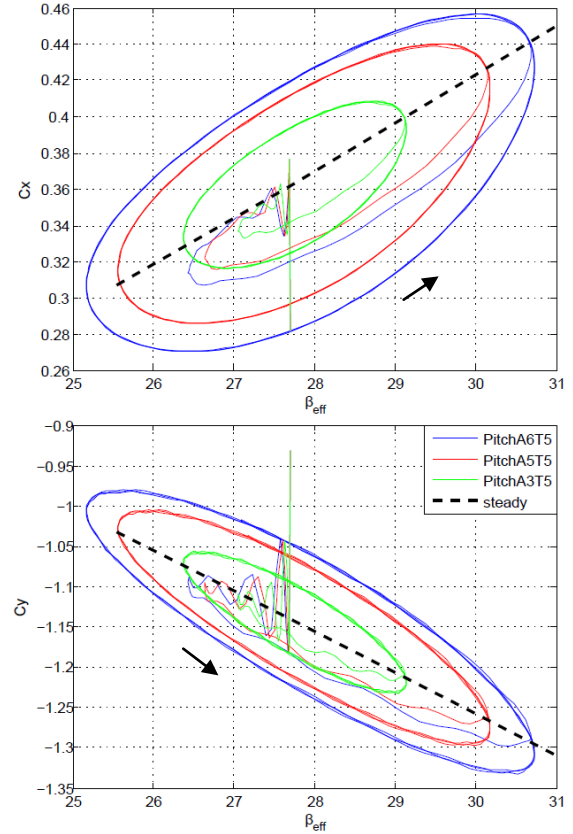 0.46
0.44
0.42
0.4
0.38
0.36
0.34
0.32
0.3
0.28
0.26
Cx
25 26 27 28 29 30 31
βeff
−0.9
−0.95
−1
−1.05
−1.1
−1.15
−1.2
−1.25
−1.3
−1.35
Cy
PitchA6T5
PitchA5T5
PitchA3T5
steady
25 26 27 28 29 30 31
βeff